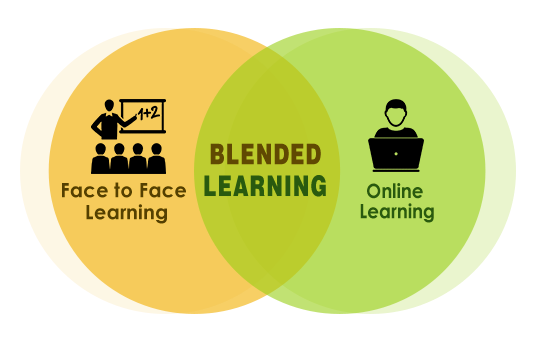 1+2
Face to Face
Learning
BLENDED
LEARNING
Online
Learning